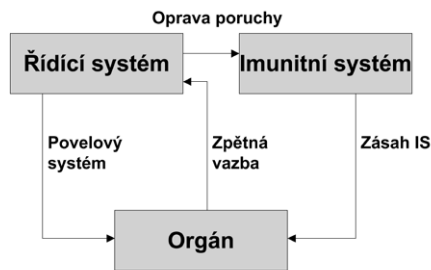 Oprava poruchy
Řídící systém
Imunitní systém
Povelový
systém
Zpětná
vazba
Zásah IS
Orgán